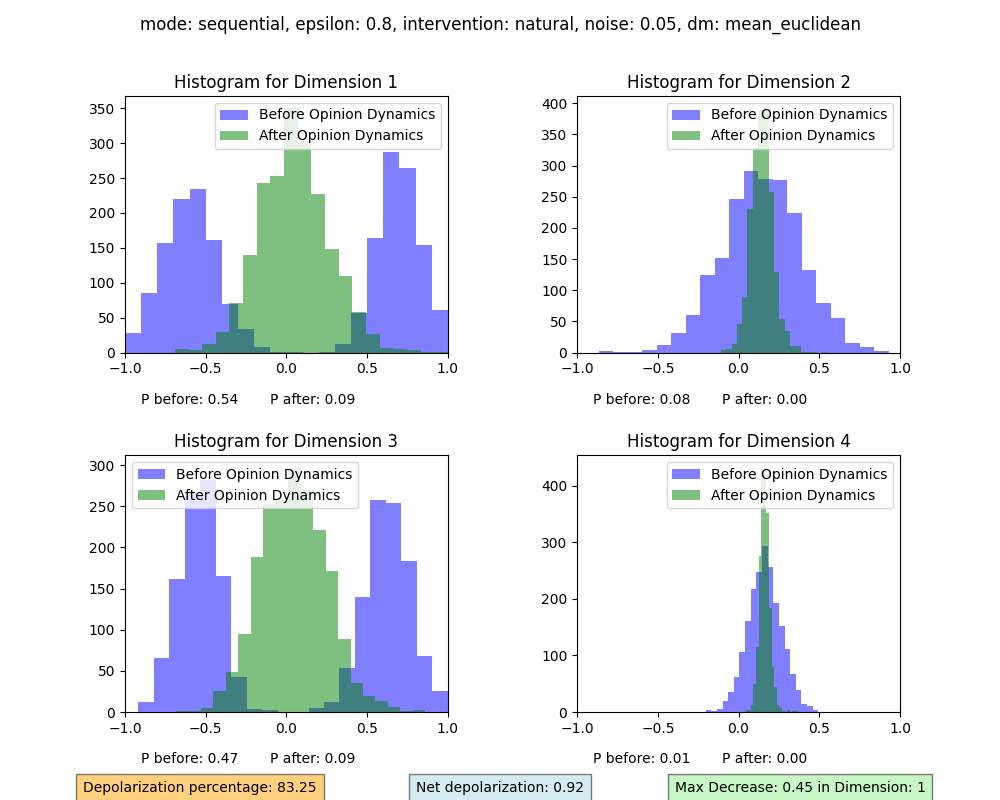 mode: sequential, epsilon: 0.8, intervention: natural, noise: 0.05, dm: mean_euclidean
Histogram for Dimension 1
Before Opinion Dynamics
After Opinion Dynamics
350
300
250
200
150
100
50
0
−1.0 −0.5 0.0 0.5 1.0
P before: 0.54 P after: 0.09
Histogram for Dimension 2
Before Opinion Dynamics
After Opinion Dynamics
400
350
300
250
200
150
100
50
0
−1.0 −0.5 0.0 0.5 1.0
P before: 0.08 P after: 0.00
Histogram for Dimension 3
Before Opinion Dynamics
After Opinion Dynamics
300
250
200
150
100
50
0
−1.0 −0.5 0.0 0.5 1.0
P before: 0.47 P after: 0.09
Histogram for Dimension 4
Before Opinion Dynamics
After Opinion Dynamics
400
300
200
100
0
−1.0 −0.5 0.0 0.5 1.0
P before: 0.01 P after: 0.00
Depolarization percentage: 83.25
Net depolarization: 0.92
Max Decrease: 0.45 in Dimension: 1